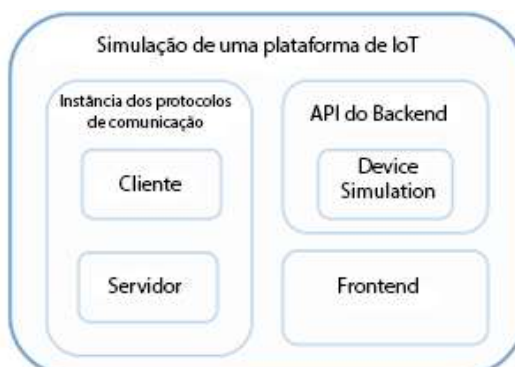 Simulação de uma plataforma de IoT
Instância dos protocolos
de comunicação
Cliente
Servidor
API do Backend
Device
Simulation
Frontend